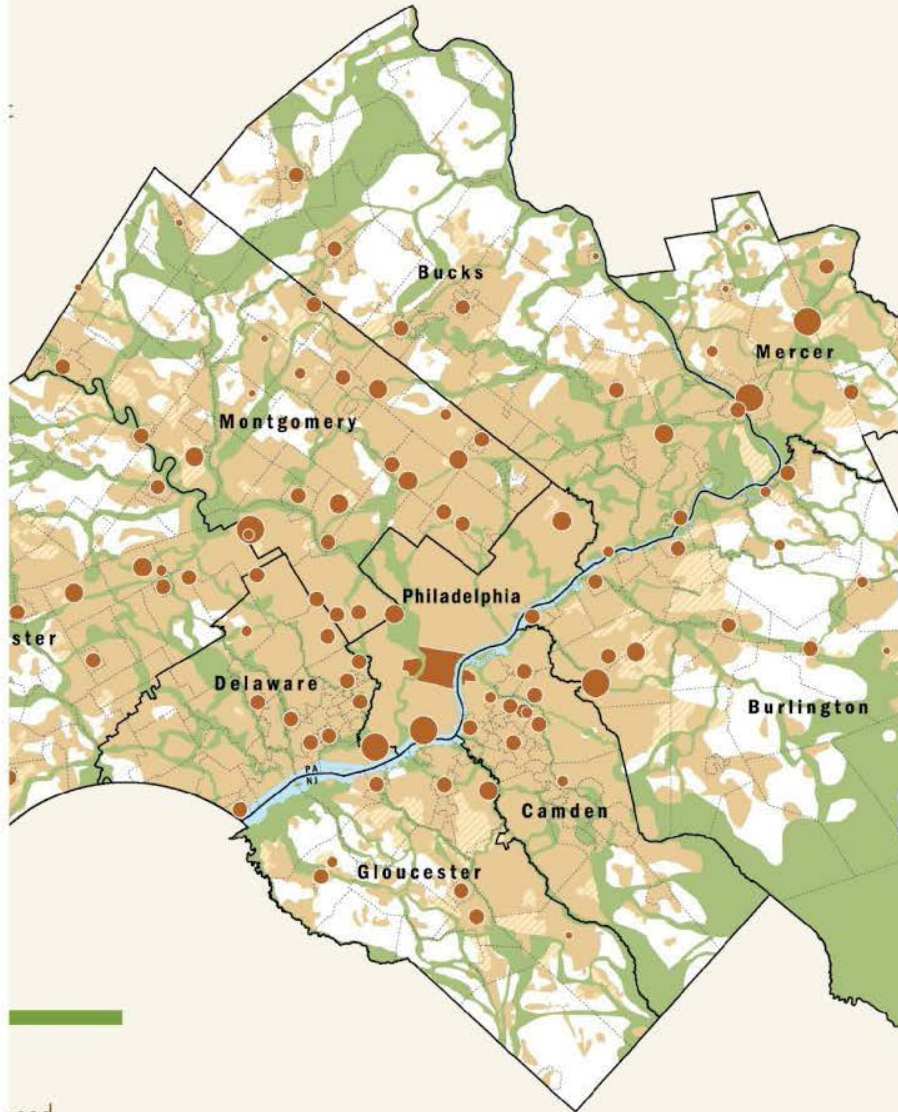 Bucks
Mercer
Montgomery
Philadelphia
ster
Delaware
Burlington
PA
NJ
Camden
Gloucester